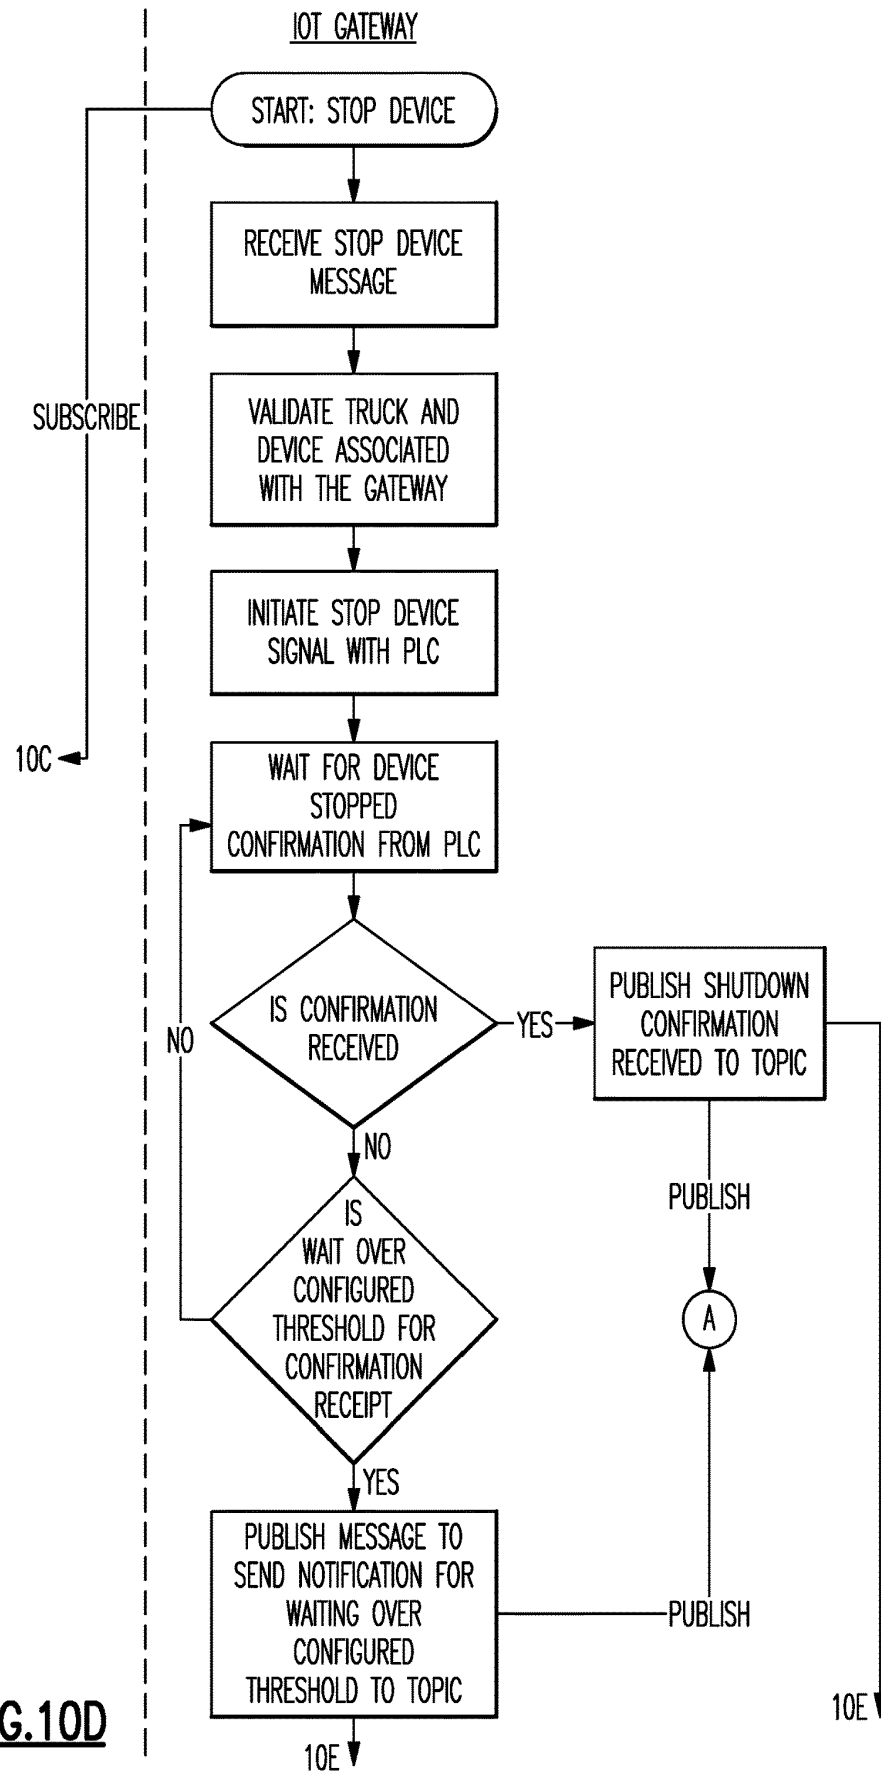 IOT GATEWAY
START: STOP DEVICE
RECEIVE STOP DEVICE
MESSAGE
SUBSCRIBE
VALIDATE TRUCK AND
DEVICE ASSOCIATED
WITH THE GATEWAY
INITIATE STOP DEVICE
SIGNAL WITH PLC
10C
WAIT FOR DEVICE
STOPPED
CONFIRMATION FROM PLC
IS CONFIRMATION
RECEIVED
YES
PUBLISH SHUTDOWN
CONFIRMATION
RECEIVED TO TOPIC
NO
NO
PUBLISH
IS
WAIT OVER
CONFIGURED
THRESHOLD FOR
CONFIRMATION
RECEIPT
A
YES
PUBLISH MESSAGE TO
SEND NOTIFICATION FOR
WAITING OVER
CONFIGURED
THRESHOLD TO TOPIC
PUBLISH
10E
G.10D
10E